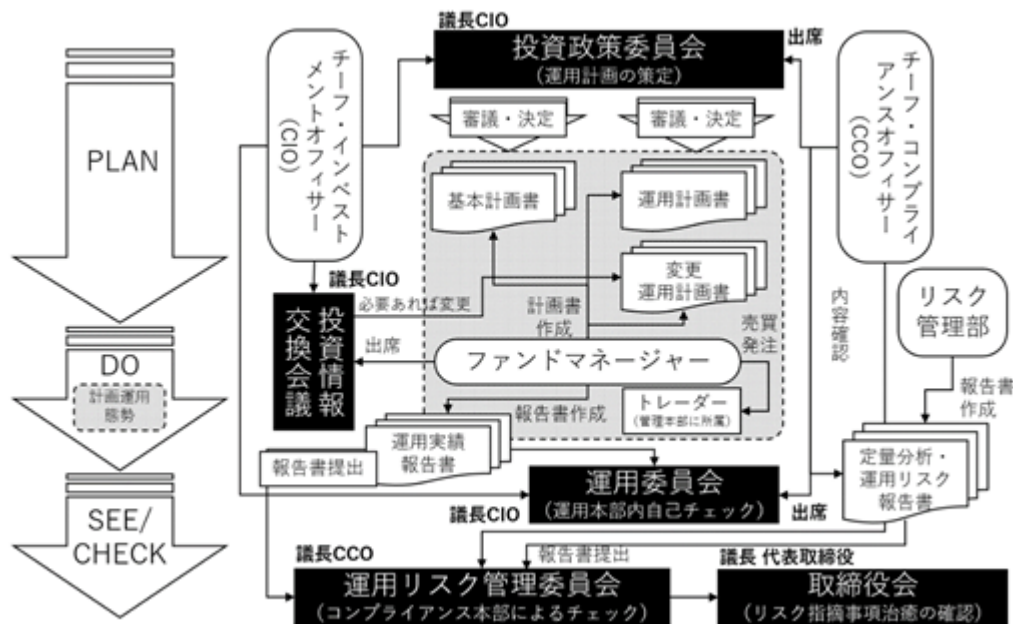 議長CIO
投資政策委員会
(運用計画の策定)
出席
チーフ・インベスト
メントオフィサー
(CIO)
チーフ・コンプライ
アンスオフィサー
(CCO)
PLAN
審議・決定
審議・決定
基本計画書
運用計画書
変更
運用計画書
議長CIO
必要あれば変更
投資情報
交換会議
出席
計画書
作成
売買
発注
内容確認
リスク
管理部
DO
計画運用
態勢
ファンドマネージャー
トレーダー
(管理本部に所属)
報告書作成
報告書
作成
運用実績
報告書
報告書提出
定量分析・
運用リスク
報告書
運用委員会
(運用本部内自己チェック)
議長CIO
出席
SEE/
CHECK
議長CCO
報告書提出
運用リスク管理委員会
(コンプライアンス本部によるチェック)
議長 代表取締役
取締役会
(リスク指摘事項治癒の確認)